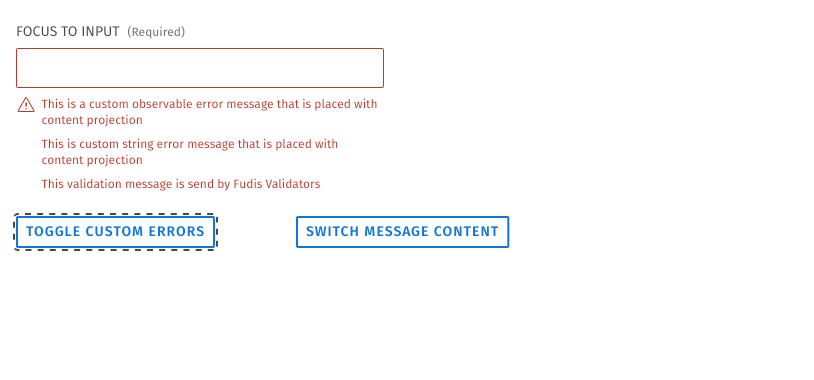 FOCUS TO INPUT (Required)
This is a custom observable error message that is placed with
content projection
This is custom string error message that is placed with
content projection
This validation message is send by Fudis Validators
TOGGLE CUSTOM ERRORS SWITCH MESSAGE CONTENT